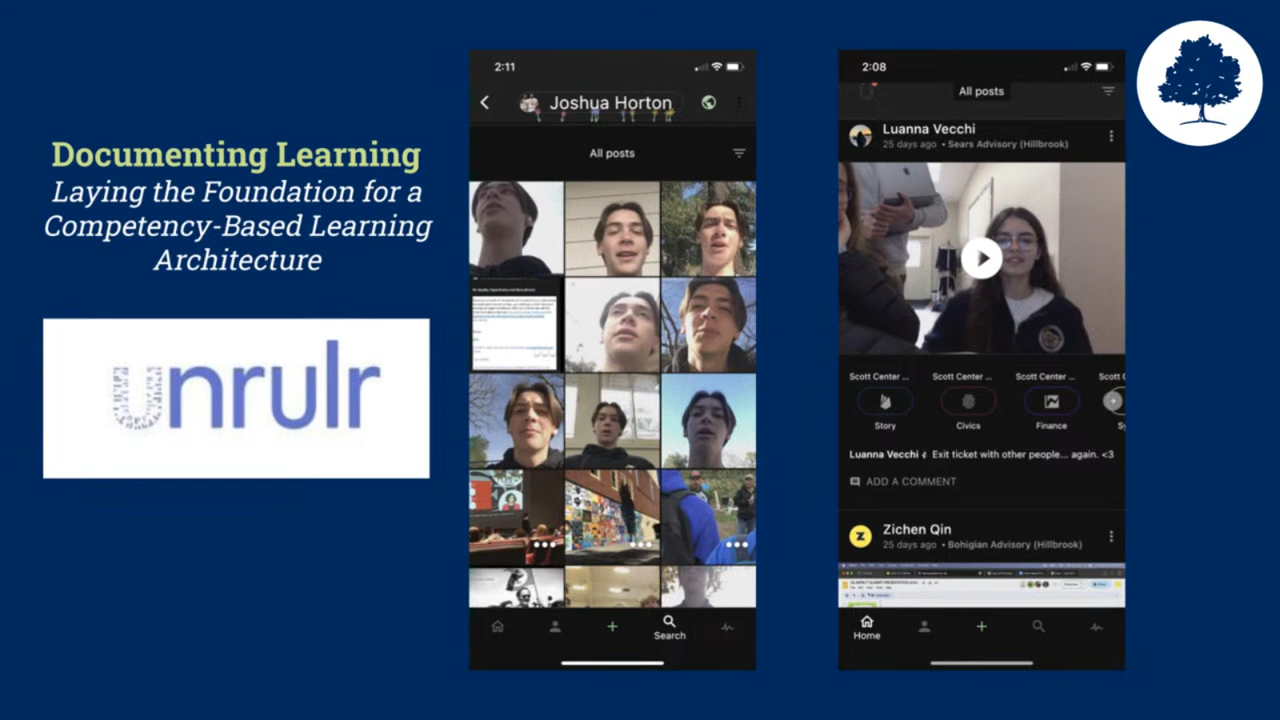 Documenting Learning
Laying the Foundation for a
Competency-Based Learning
Architecture
unrulr
2:11
Joshua Horton
All posts
Search
2:08
All posts
Luanna Vecchi
25 days ago • Sears Advisory (Hillbrook)
Scott Center ...
Scott Center ...
Scott Center ...
Scott C
Story
Civics
Finance
Luanna Vecchi
Exit ticket with other people... again. <3
ADD A COMMENT
Z
Zichen Qin
25 days ago • Bohigian Advisory (Hillbrook)
Home